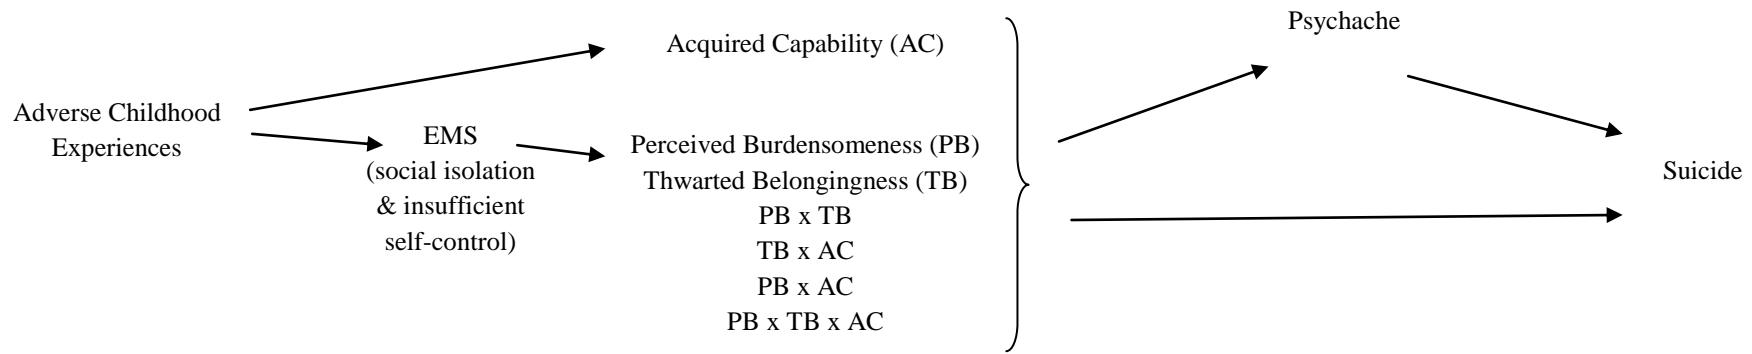 Adverse Childhood
Experiences
EMS
(social isolation
& insufficient
self-control)
Acquired Capability (AC)
Perceived Burdensomeness (PB)
Thwarted Belongingness (TB)
PB x TB
TB x AC
PB x AC
PB x TB x AC
Psychache
Suicide